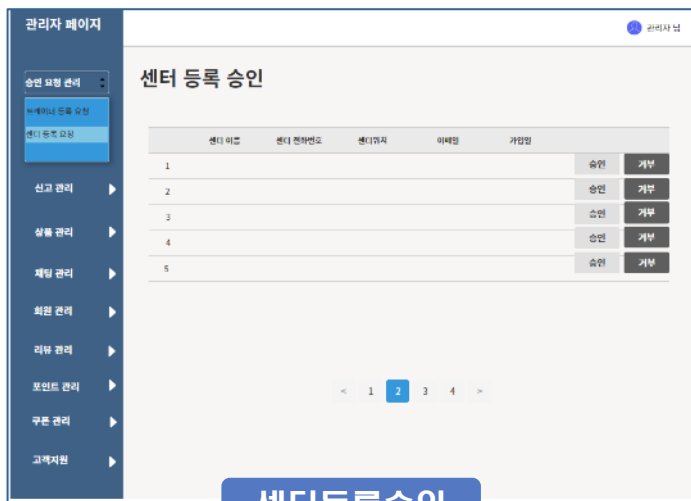 관리자 페이지
관리자 님
승인 요청 관리
센터 등록 승인
트레이너 등록 요청
센터 등록 요청
센터 이름 센터 전화번호 센터위치 이메일 가입일
1 승인 거부
2 승인 거부
3 승인 거부
4 승인 거부
5 승인 거부
신고 관리
상품 관리
채팅 관리
회원 관리
리뷰 관리
포인트 관리
< 1 2 3 4 >
쿠폰 관리
고객지원
센터등록승인